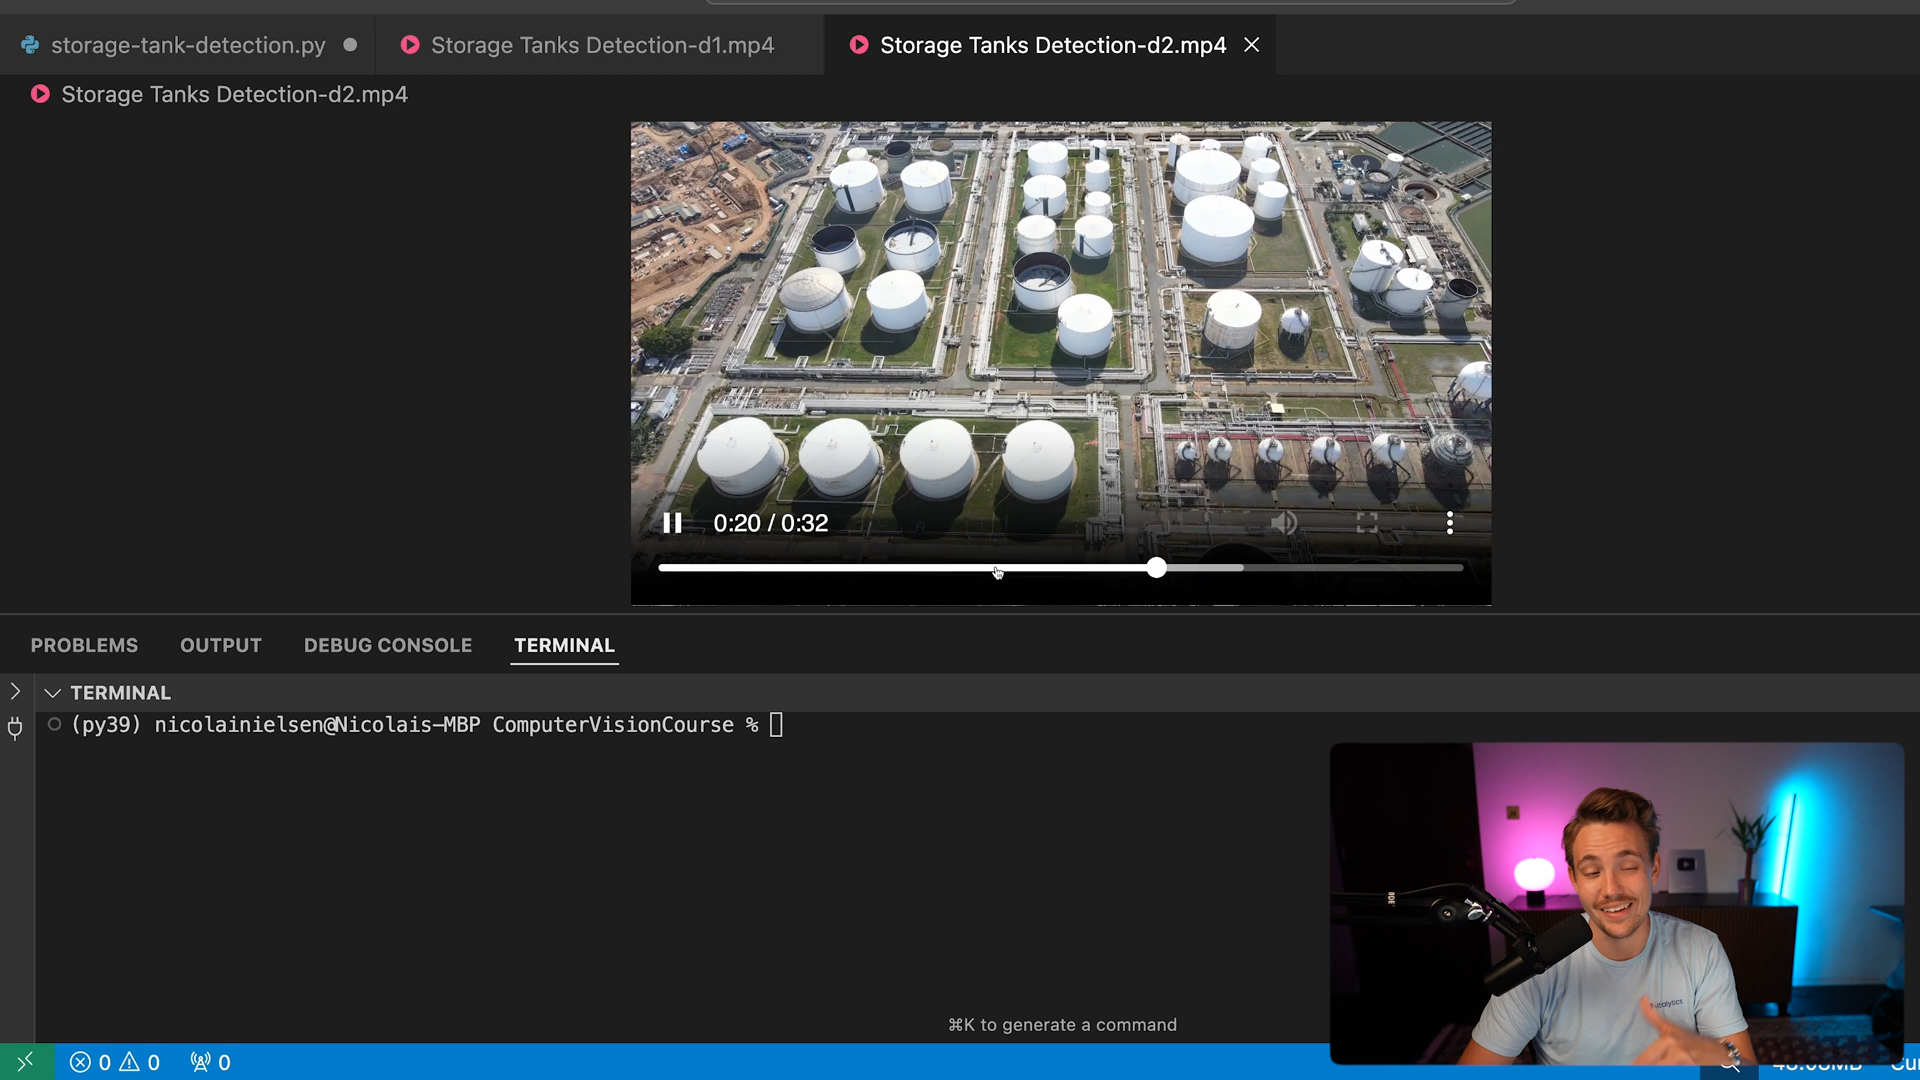 storage-tank-detection.py
Storage Tanks Detection-d1.mp4
Storage Tanks Detection-d2.mp4
Storage Tanks Detection-d2.mp4
0:20 / 0:32
PROBLEMS OUTPUT DEBUG CONSOLE TERMINAL
TERMINAL
(py39) nicolainielsen@Nicolais-MBP ComputerVisionCourse %
⌘K to generate a command
0 0 0